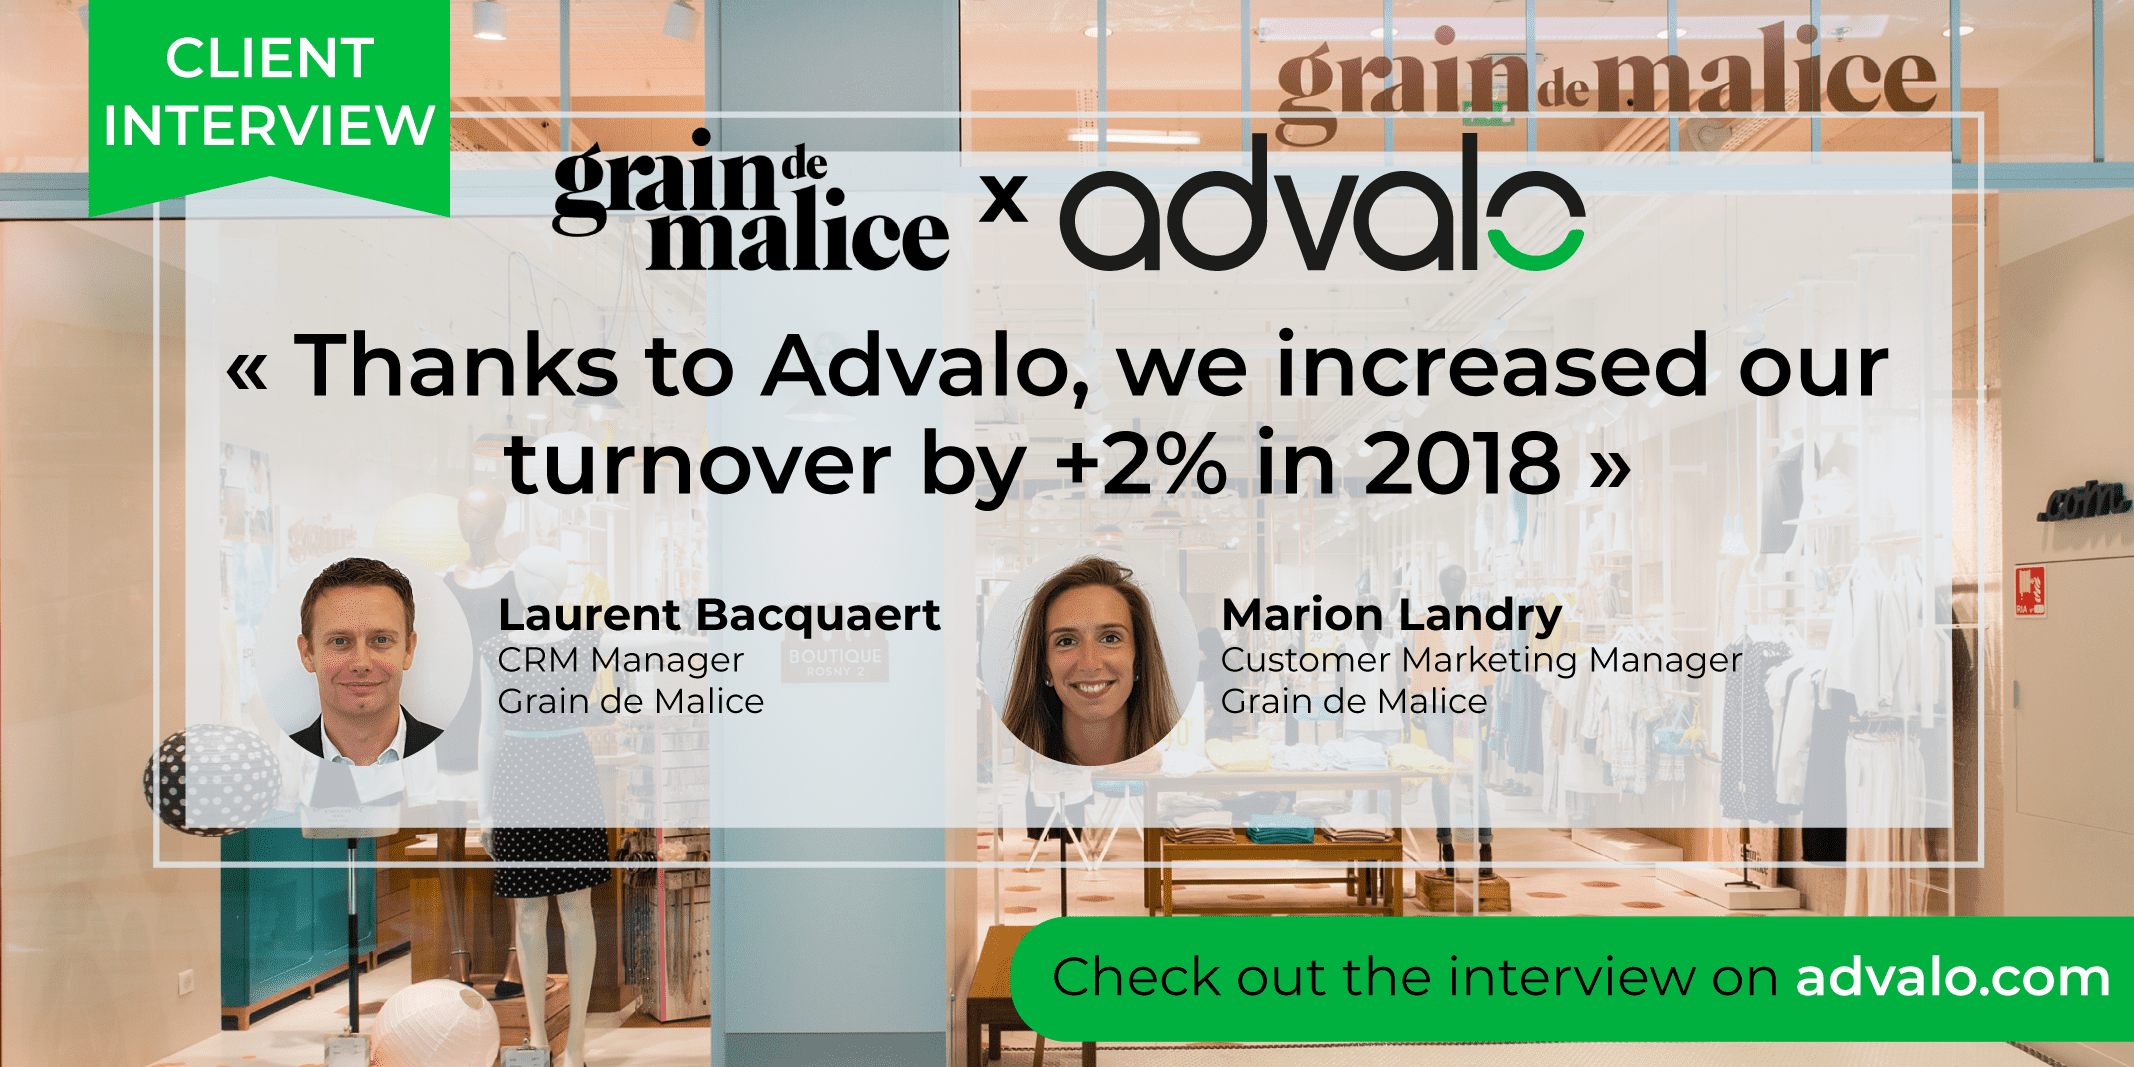 CLIENT
INTERVIEW
grain de malice
grain de
malice
x advalo
« Thanks to Advalo, we increased our
turnover by +2% in 2018 »
.com.
Laurent Bacquaert
CRM Manager
Grain de Malice
BOUTIQUE
ROSNY 2
Marion Landry
Customer Marketing Manager
Grain de Malice
RIA
Check out the interview on advalo.com